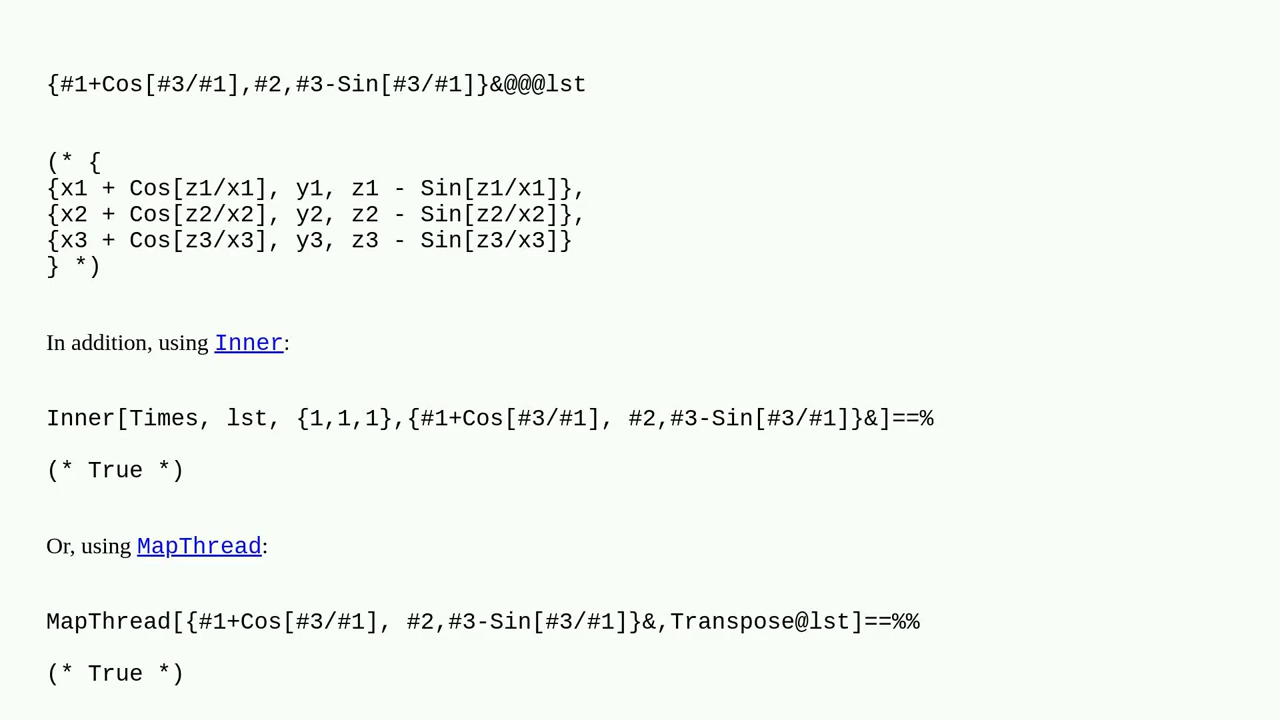 {#1+Cos[#3/#1],#2,#3-Sin[#3/#1]}&@@@lst
(* {
{x1 + Cos[z1/x1], y1, z1 - Sin[z1/x1]},
{x2 + Cos[z2/x2], y2, z2 - Sin[z2/x2]},
{x3 + Cos[z3/x3], y3, z3 - Sin[z3/x3]}
} *)
In addition, using Inner:
Inner[Times, lst, {1,1,1},{#1+Cos[#3/#1], #2,#3-Sin[#3/#1]}&]==%
(* True *)
Or, using MapThread:
MapThread[{#1+Cos[#3/#1], #2,#3-Sin[#3/#1]}&,Transpose@lst]==%%
(* True *)